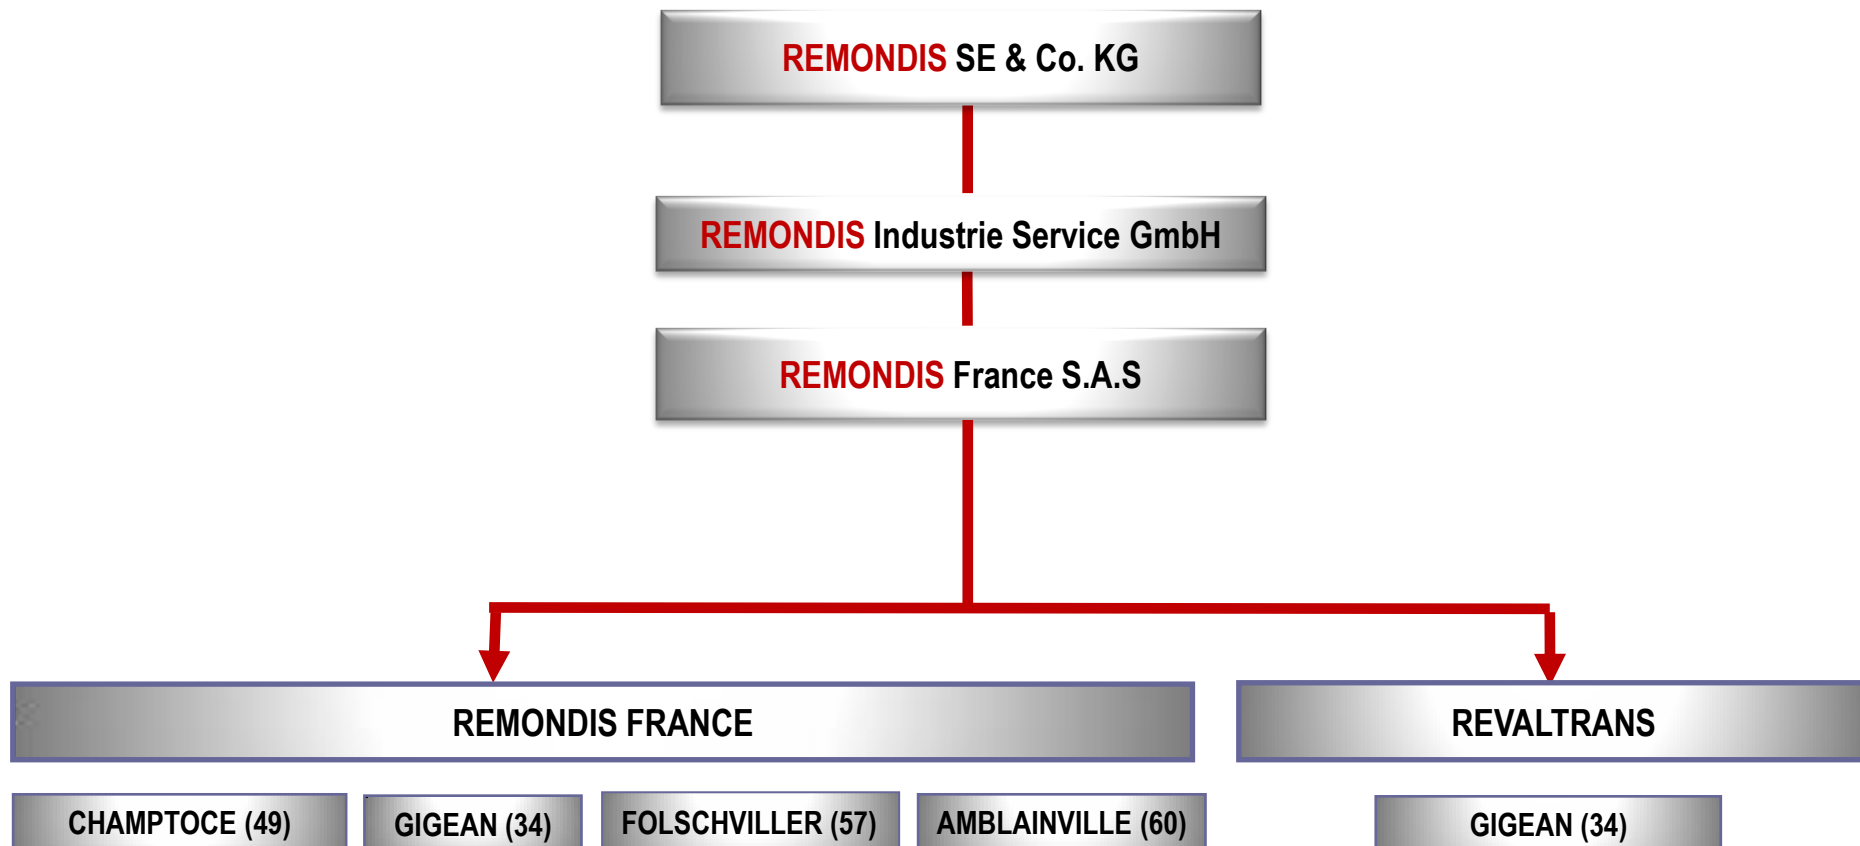 REMONDIS SE & Co. KG
REMONDIS Industrie Service GmbH
REMONDIS France S.A.S
REMONDIS FRANCE
REVALTRANS
CHAMPTOCE (49)
GIGEAN (34)
FOLSCHVILLER (57)
AMBLAINVILLE (60)
GIGEAN (34)